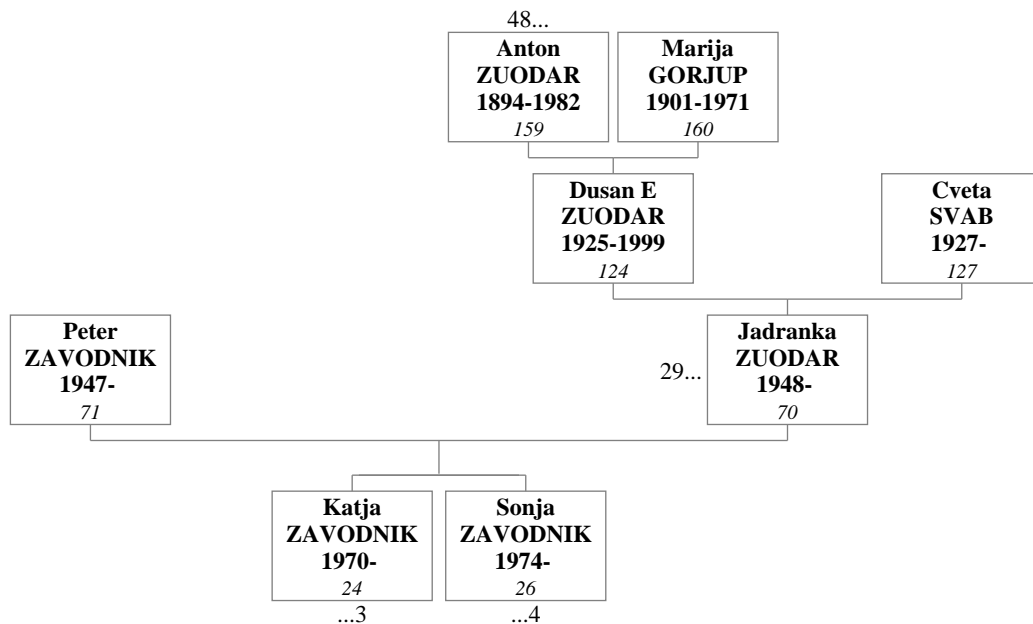 48...
Anton
ZUODAR
1894-1982
159
Marija
GORJUP
1901-1971
160
Dusan E
ZUODAR
1925-1999
124
Cveta
SVAB
1927-
127
Peter
ZAVODNIK
1947-
71
29...
Jadranka
ZUODAR
1948-
70
Katja
ZAVODNIK
1970-
24
...3
Sonja
ZAVODNIK
1974-
26
...4